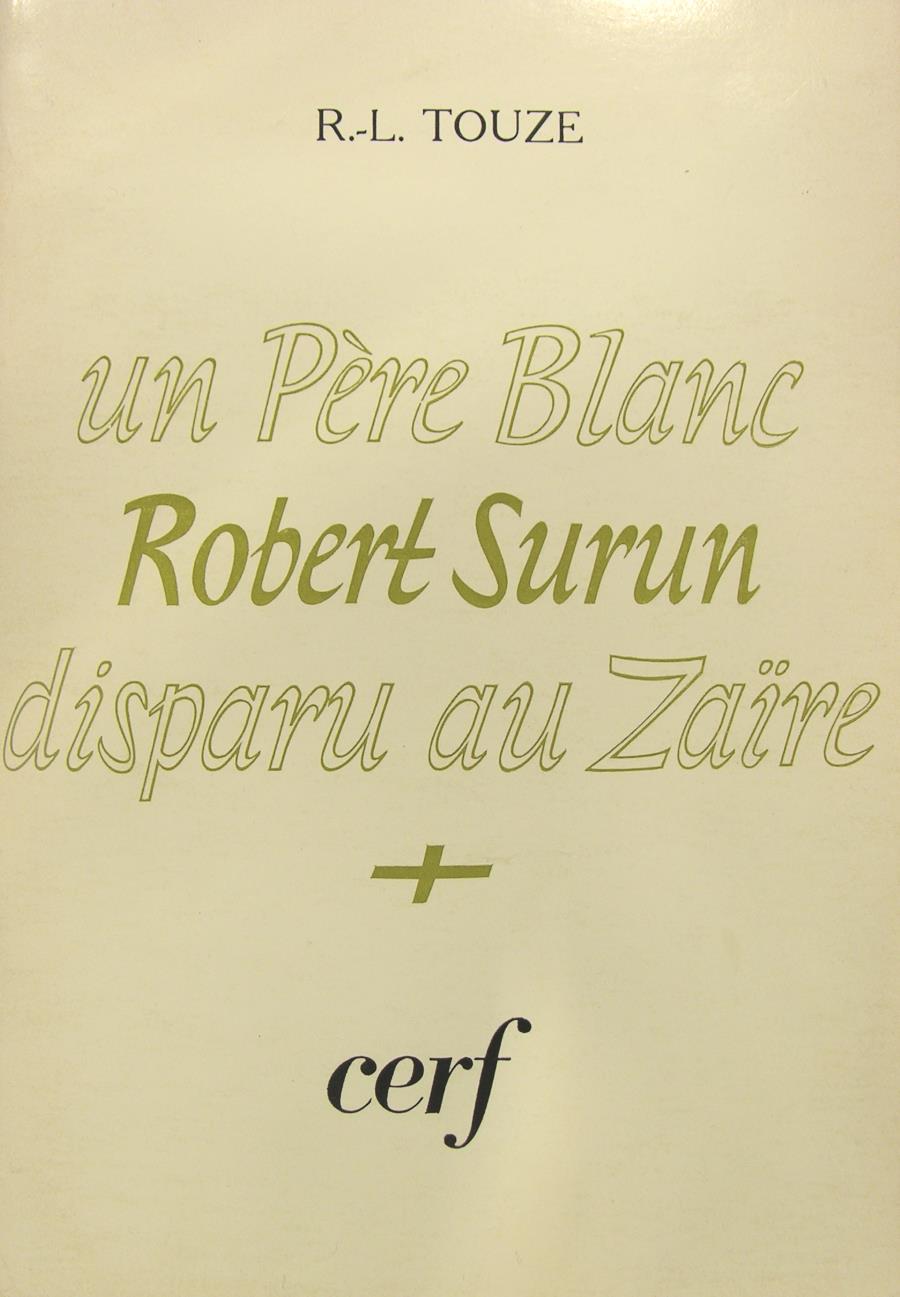 R.-L. TOUZE
un Père Blanc
Robert Surun
disparu au Zaïre
cerf